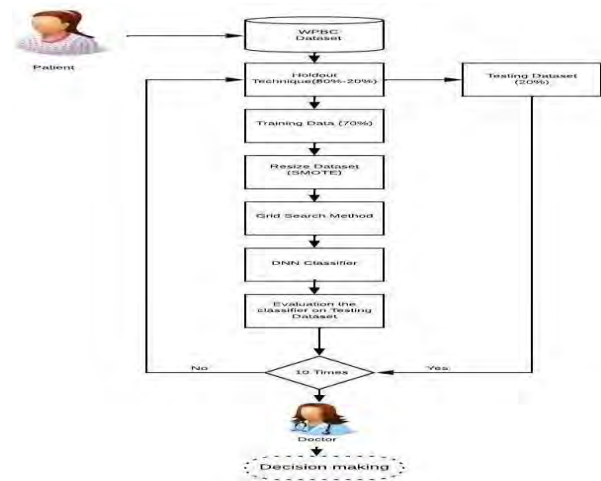 WPBC
Dataset
Patient
Holdout
Technique(80%-20%)
Testing Dataset
(20%)
Training Data (70%)
Resize Dataset
(SMOTE)
Grid Search Method
DNN Classifier
Evaluation the
classifier on Testing
Dataset
No
10 Times
Yes
Doctor
Decision making